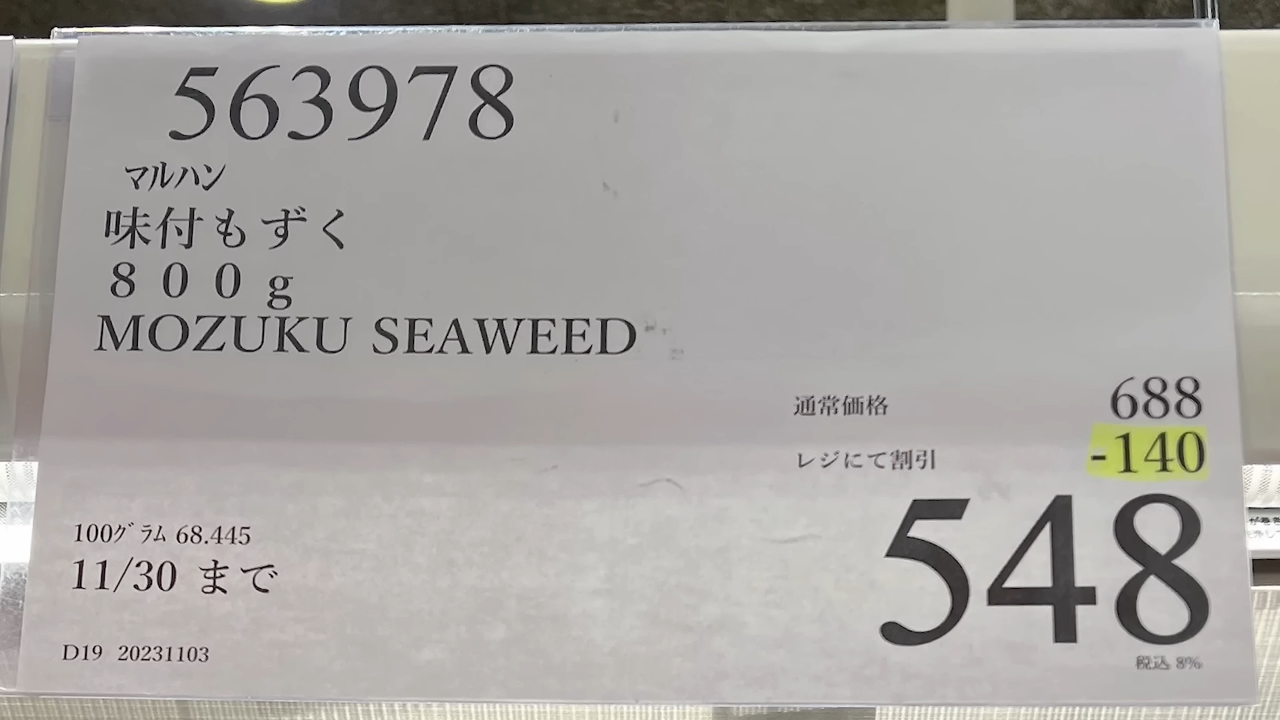 563978
マルハン
味付もずく
８００ｇ
MOZUKU SEAWEED
通常価格 688
レジにて割引 -140
548
税込 8%
100ｸﾞﾗﾑ 68.445
11/30 まで
D19 20231103